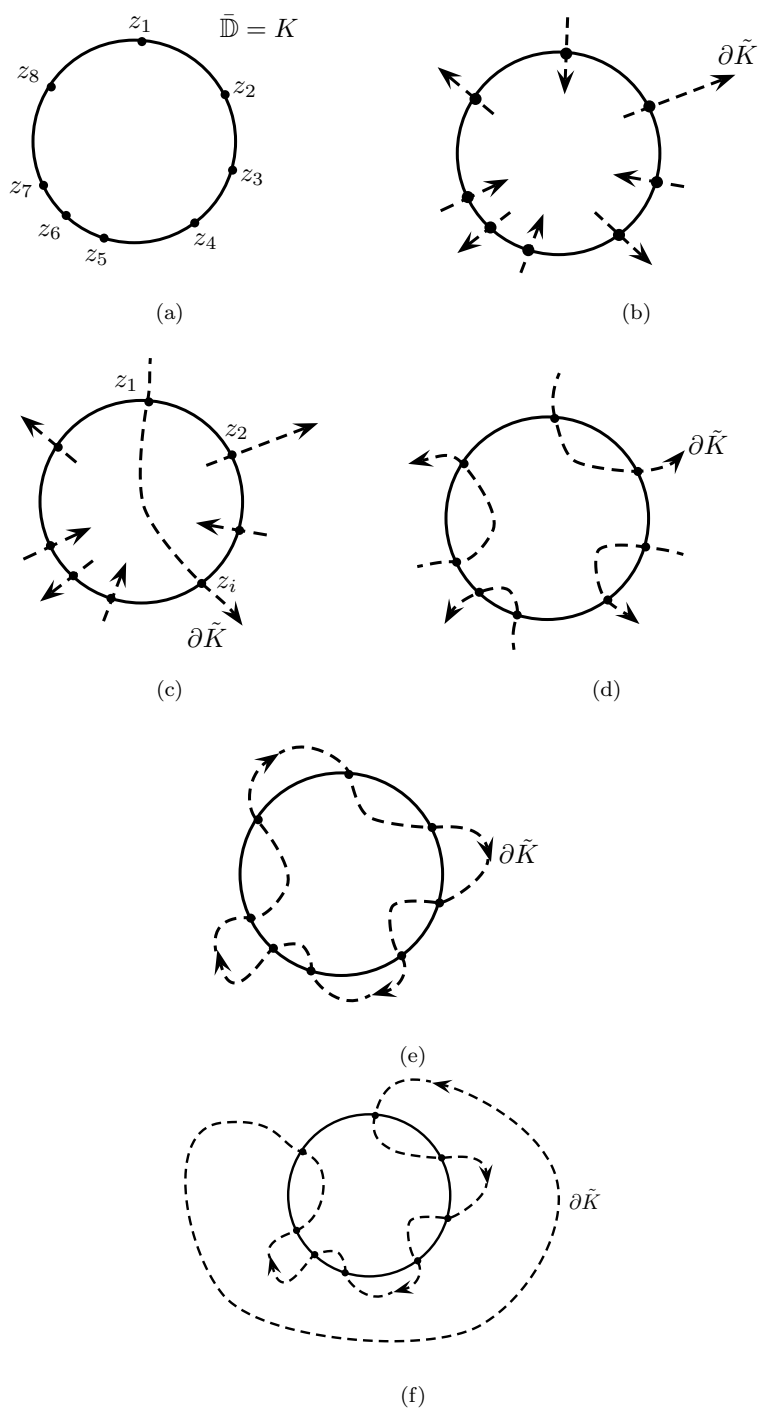 z₁
𝔻̄ = K
z₈
z₂
z₃
z₇
z₆
z₅
z₄
(a)
∂K̃
(b)
z₁
z₂
zᵢ
∂K̃
(c)
∂K̃
(d)
∂K̃
(e)
∂K̃
(f)